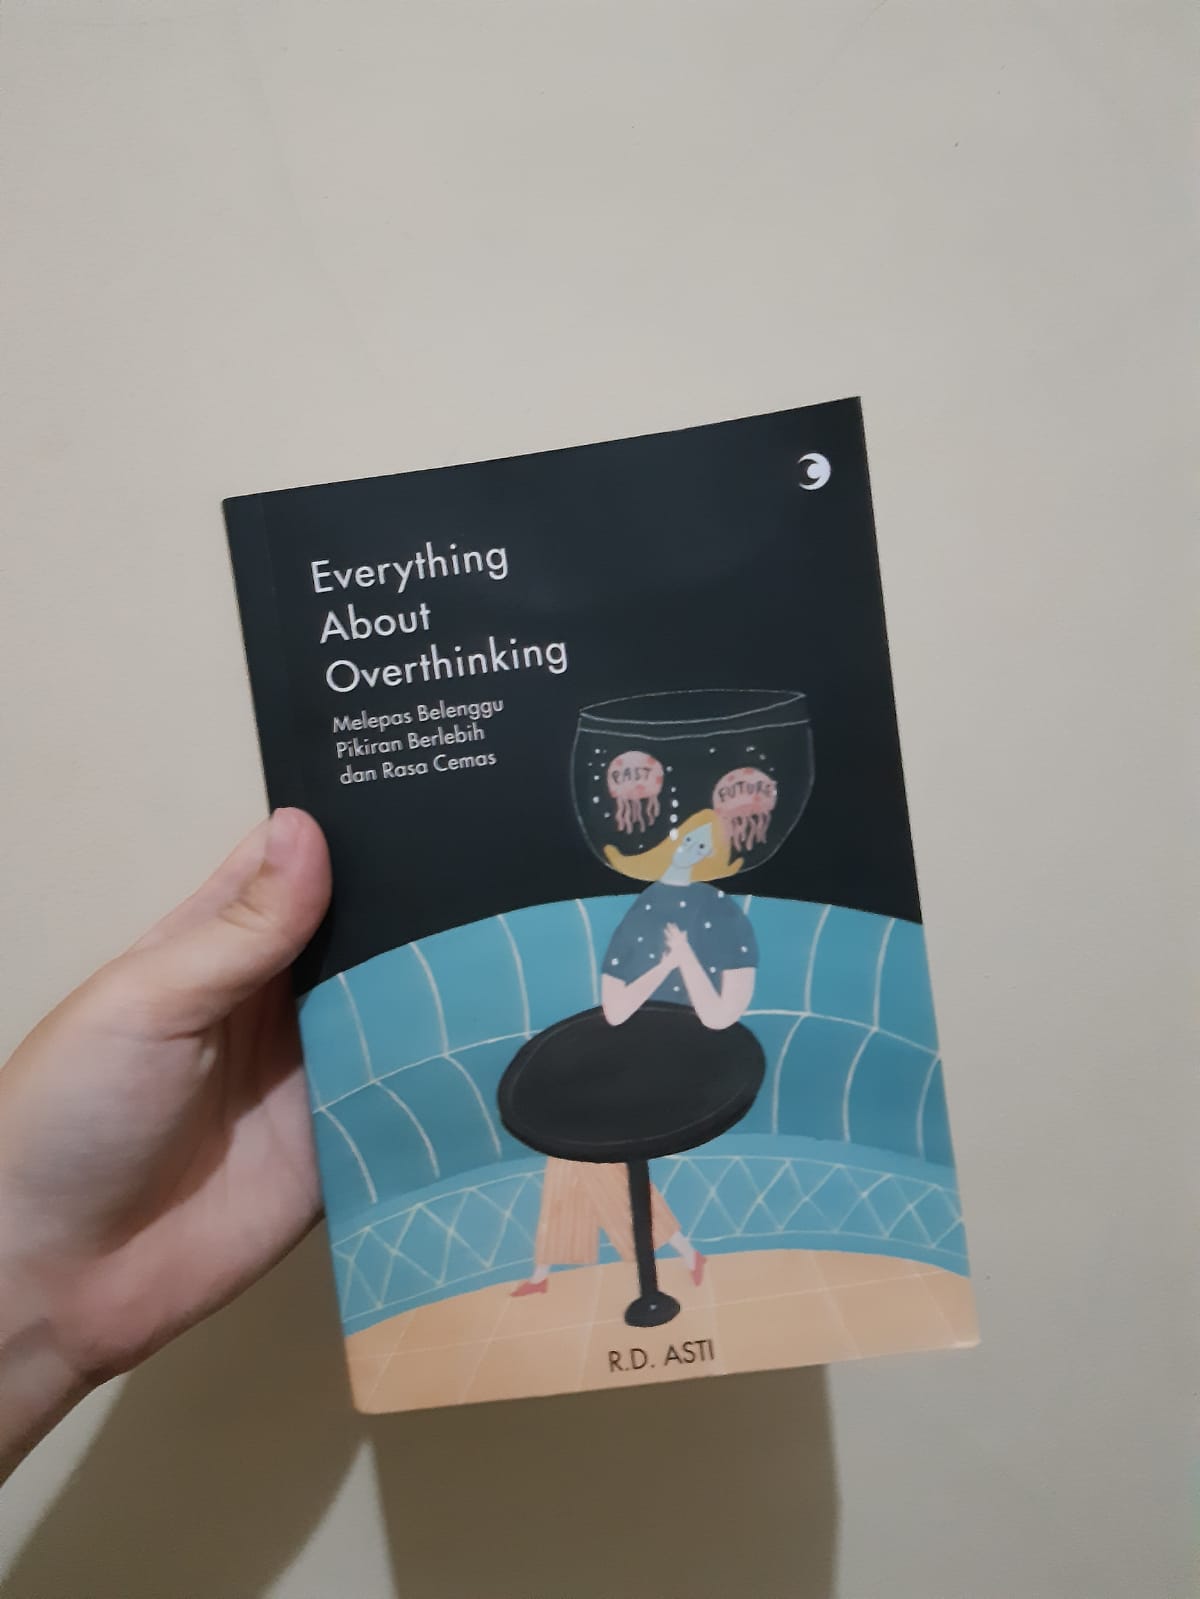 Everything
About
Overthinking
Melepas Belenggu
Pikiran Berlebih
dan Rasa Cemas
PAST
FUTURE
R.D. ASTI